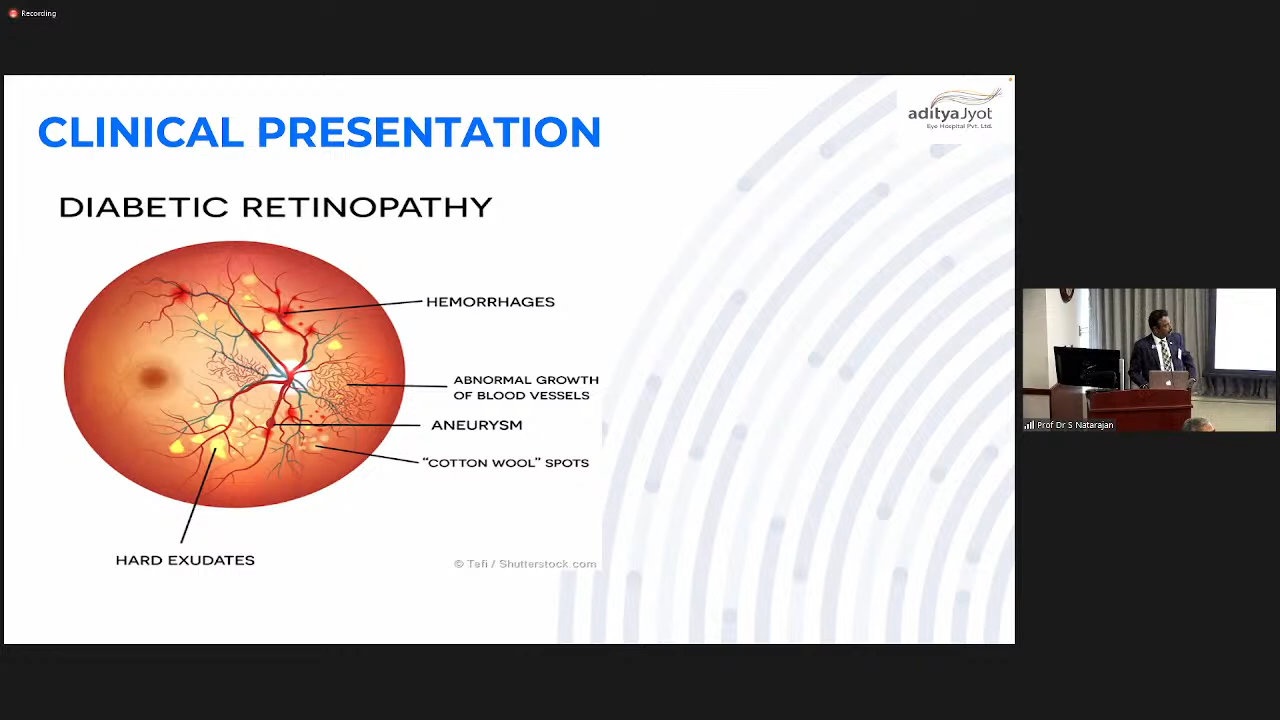 Recording
CLINICAL PRESENTATION
adityaJyot
Eye Hospital Pvt. Ltd.
DIABETIC RETINOPATHY
HEMORRHAGES
ABNORMAL GROWTH
OF BLOOD VESSELS
ANEURYSM
“COTTON WOOL” SPOTS
HARD EXUDATES
© Tefi / Shutterstock.com
Prof Dr S Natarajan